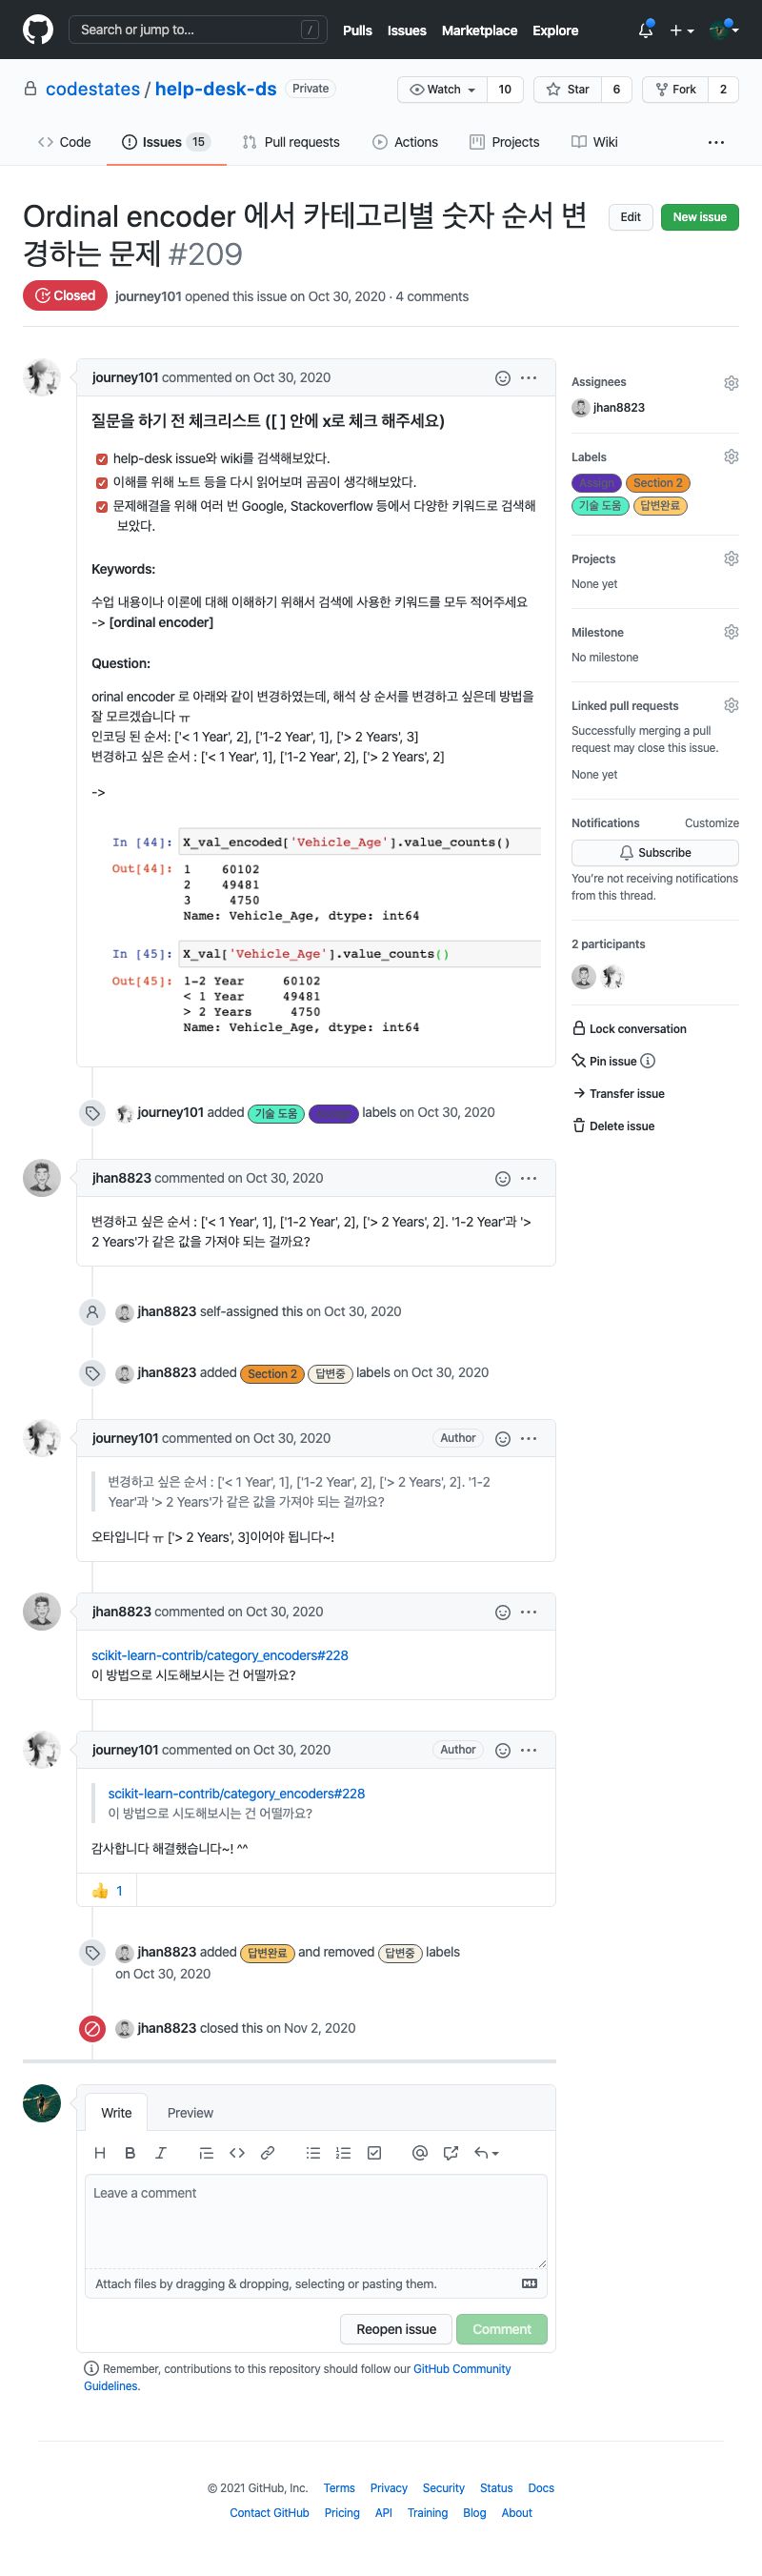 Search or jump to... /
Pulls Issues Marketplace Explore
codestates / help-desk-ds Private
Watch 10 Star 6 Fork 2
Code Issues 15 Pull requests Actions Projects Wiki
Ordinal encoder 에서 카테고리별 숫자 순서 변
경하는 문제 #209
Edit New issue
Closed journey101 opened this issue on Oct 30, 2020 · 4 comments
journey101 commented on Oct 30, 2020
질문을 하기 전 체크리스트 ([ ] 안에 x로 체크 해주세요)
help-desk issue와 wiki를 검색해보았다.
이해를 위해 노트 등을 다시 읽어보며 곰곰이 생각해보았다.
문제해결을 위해 여러 번 Google, Stackoverflow 등에서 다양한 키워드로 검색해
보았다.
Keywords:
수업 내용이나 이론에 대해 이해하기 위해서 검색에 사용한 키워드를 모두 적어주세요
-> [ordinal encoder]
Question:
orinal encoder 로 아래와 같이 변경하였는데, 해석 상 순서를 변경하고 싶은데 방법을
잘 모르겠습니다 ㅠ
인코딩 된 순서: ['< 1 Year', 2], ['1-2 Year', 1], ['> 2 Years', 3]
변경하고 싶은 순서 : ['< 1 Year', 1], ['1-2 Year', 2], ['> 2 Years', 2]
->
In [44]: X_val_encoded['Vehicle_Age'].value_counts()
Out[44]: 1 60102
2 49481
3 4750
Name: Vehicle_Age, dtype: int64
In [45]: X_val['Vehicle_Age'].value_counts()
Out[45]: 1-2 Year 60102
< 1 Year 49481
> 2 Years 4750
Name: Vehicle_Age, dtype: int64
Assignees
jhan8823
Labels
Assign Section 2
기술 도움 답변완료
Projects
None yet
Milestone
No milestone
Linked pull requests
Successfully merging a pull
request may close this issue.
None yet
Notifications Customize
Subscribe
You're not receiving notifications
from this thread.
2 participants
Lock conversation
Pin issue
Transfer issue
Delete issue
journey101 added 기술 도움 labels on Oct 30, 2020
jhan8823 commented on Oct 30, 2020
변경하고 싶은 순서 : ['< 1 Year', 1], ['1-2 Year', 2], ['> 2 Years', 2]. '1-2 Year'과 '>
2 Years'가 같은 값을 가져야 되는 걸까요?
jhan8823 self-assigned this on Oct 30, 2020
jhan8823 added Section 2 답변중 labels on Oct 30, 2020
journey101 commented on Oct 30, 2020 Author
변경하고 싶은 순서 : ['< 1 Year', 1], ['1-2 Year', 2], ['> 2 Years', 2]. '1-2
Year'과 '> 2 Years'가 같은 값을 가져야 되는 걸까요?
오타입니다 ㅠ ['> 2 Years', 3]이어야 됩니다~!
jhan8823 commented on Oct 30, 2020
scikit-learn-contrib/category_encoders#228
이 방법으로 시도해보시는 건 어떨까요?
journey101 commented on Oct 30, 2020 Author
scikit-learn-contrib/category_encoders#228
이 방법으로 시도해보시는 건 어떨까요?
감사합니다 해결했습니다~! ^^
1
jhan8823 added 답변완료 and removed 답변중 labels
on Oct 30, 2020
jhan8823 closed this on Nov 2, 2020
Write Preview
Leave a comment
Attach files by dragging & dropping, selecting or pasting them.
Reopen issue Comment
Remember, contributions to this repository should follow our GitHub Community
Guidelines.
© 2021 GitHub, Inc. Terms Privacy Security Status Docs
Contact GitHub Pricing API Training Blog About